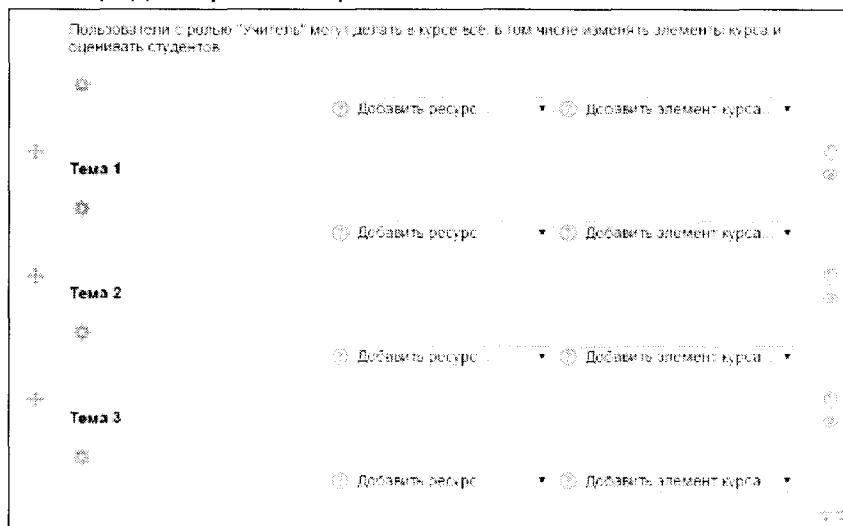 Пользователи с ролью "Учитель" могут делать в курсе всё, в том числе изменять элементы курса и
оценивать студентов
Добавить ресурс... Добавить элемент курса...
Тема 1
Добавить ресурс... Добавить элемент курса...
Тема 2
Добавить ресурс... Добавить элемент курса...
Тема 3
Добавить ресурс... Добавить элемент курса...